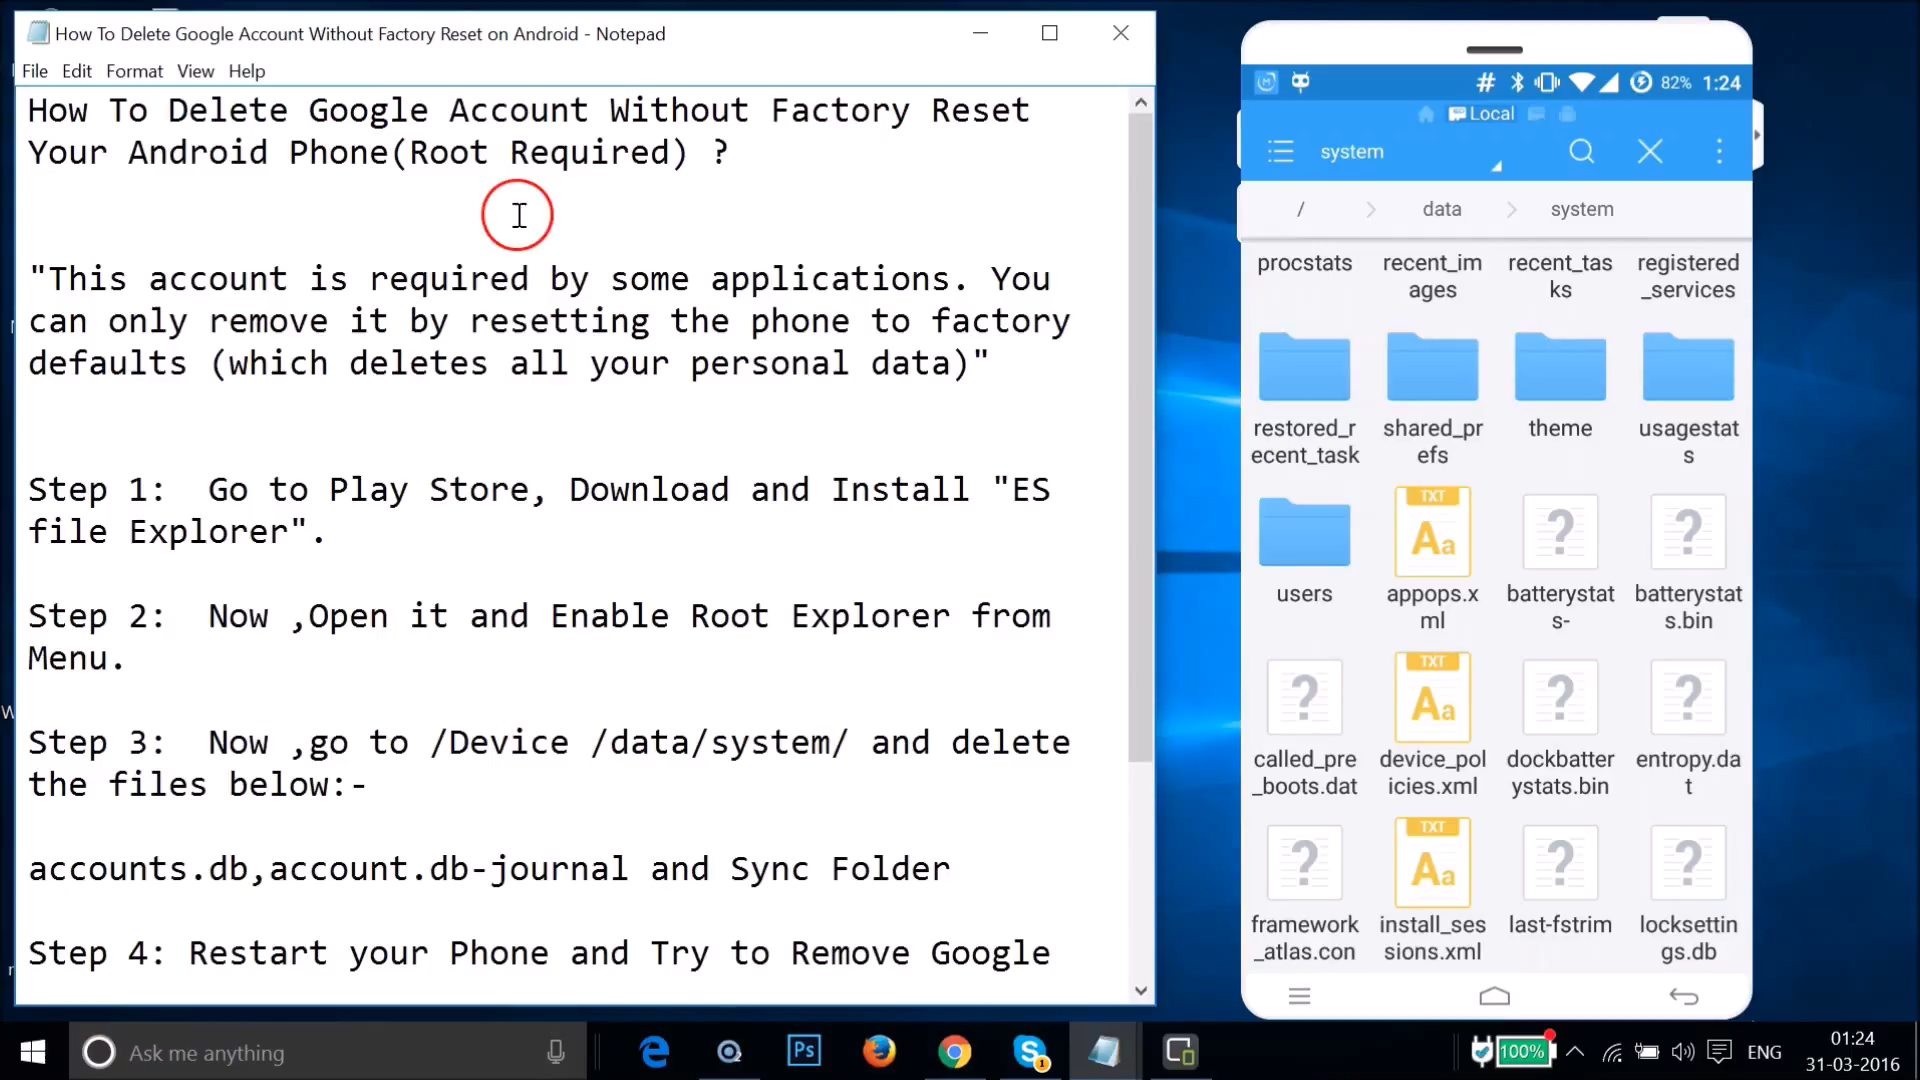 How To Delete Google Account Without Factory Reset on Android - Notepad
File Edit Format View Help
How To Delete Google Account Without Factory Reset
Your Android Phone(Root Required) ?
"This account is required by some applications. You
can only remove it by resetting the phone to factory
defaults (which deletes all your personal data)"
Step 1:  Go to Play Store, Download and Install "ES
file Explorer".
Step 2:  Now ,Open it and Enable Root Explorer from
Menu.
Step 3:  Now ,go to /Device /data/system/ and delete
the files below:-
accounts.db,account.db-journal and Sync Folder
Step 4: Restart your Phone and Try to Remove Google
82% 1:24
Local
system
/ data system
procstats recent_im recent_tas registered
ages ks _services
restored_r shared_pr theme usagestat
ecent_task efs s
TXT
Aa
users appops.x batterystat batterystat
ml s- s.bin
TXT
Aa
called_pre device_pol dockbatter entropy.da
_boots.dat icies.xml ystats.bin t
TXT
Aa
framework install_ses last-fstrim locksettin
_atlas.con sions.xml gs.db
Ask me anything
Ps
1
100%
ENG
01:24
31-03-2016